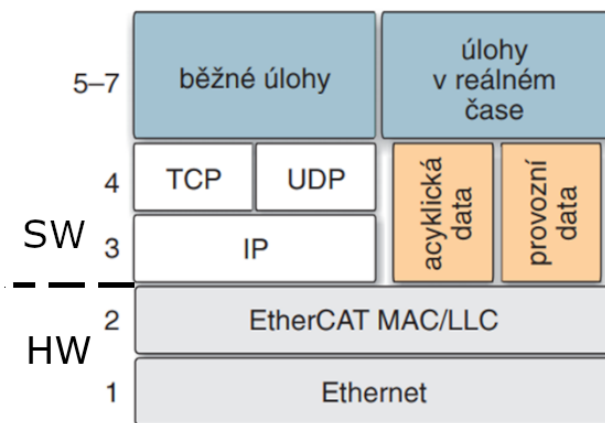 5–7
běžné úlohy
úlohy
v reálném
čase
4
TCP
UDP
acyklická
data
provozní
data
SW
3
IP
2
EtherCAT MAC/LLC
HW
1
Ethernet